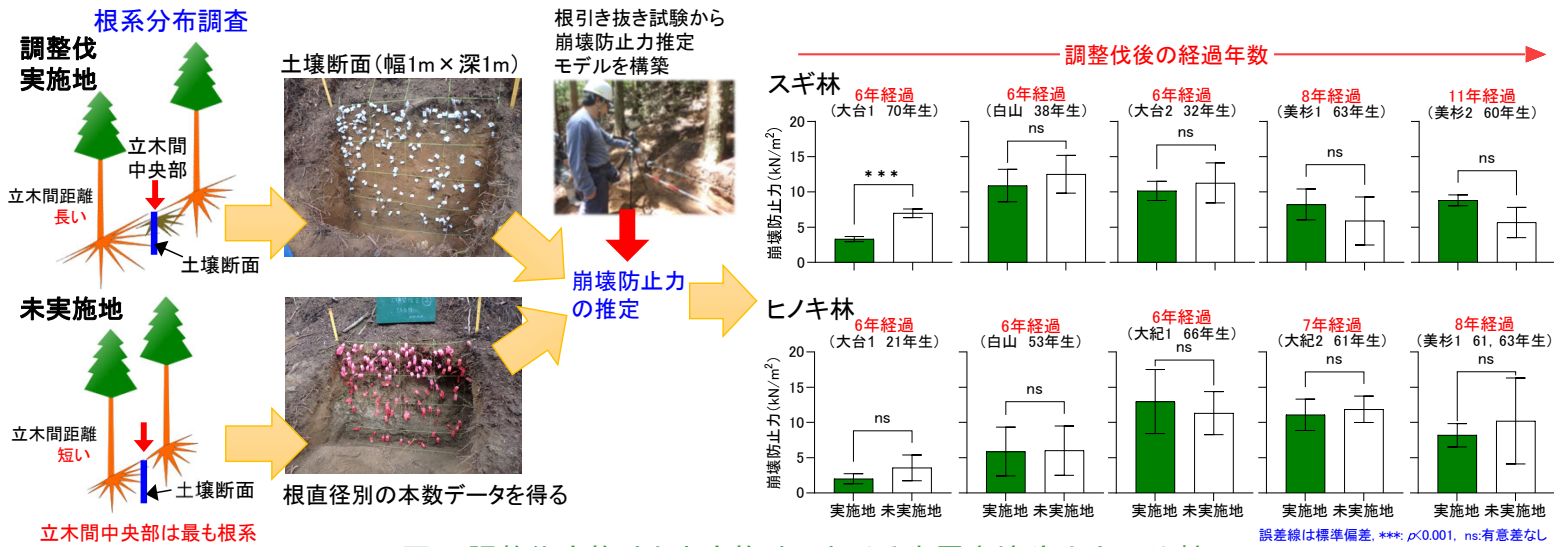 根系分布調査
調整伐
実施地
立木間
中央部
立木間距離
長い
土壌断面
未実施地
立木間距離
短い
土壌断面
立木間中央部は最も根系
土壌断面(幅1m×深1m)
根直径別の本数データを得る
根引き抜き試験から
崩壊防止力推定
モデルを構築
崩壊防止力
の推定
調整伐後の経過年数
スギ林
6年経過
(大台1 70年生)
6年経過
(白山 38年生)
6年経過
(大台2 32年生)
8年経過
(美杉1 63年生)
11年経過
(美杉2 60年生)
崩壊防止力(kN/m²)
20
15
10
5
0
***
ns
ns
ns
ns
ヒノキ林
6年経過
(大台1 21年生)
6年経過
(白山 53年生)
6年経過
(大紀1 66年生)
7年経過
(大紀2 61年生)
8年経過
(美杉1 61, 63年生)
崩壊防止力(kN/m²)
20
15
10
5
0
ns
ns
ns
ns
ns
実施地 未実施地
実施地 未実施地
実施地 未実施地
実施地 未実施地
実施地 未実施地
誤差線は標準偏差, ***: p<0.001, ns:有意差なし